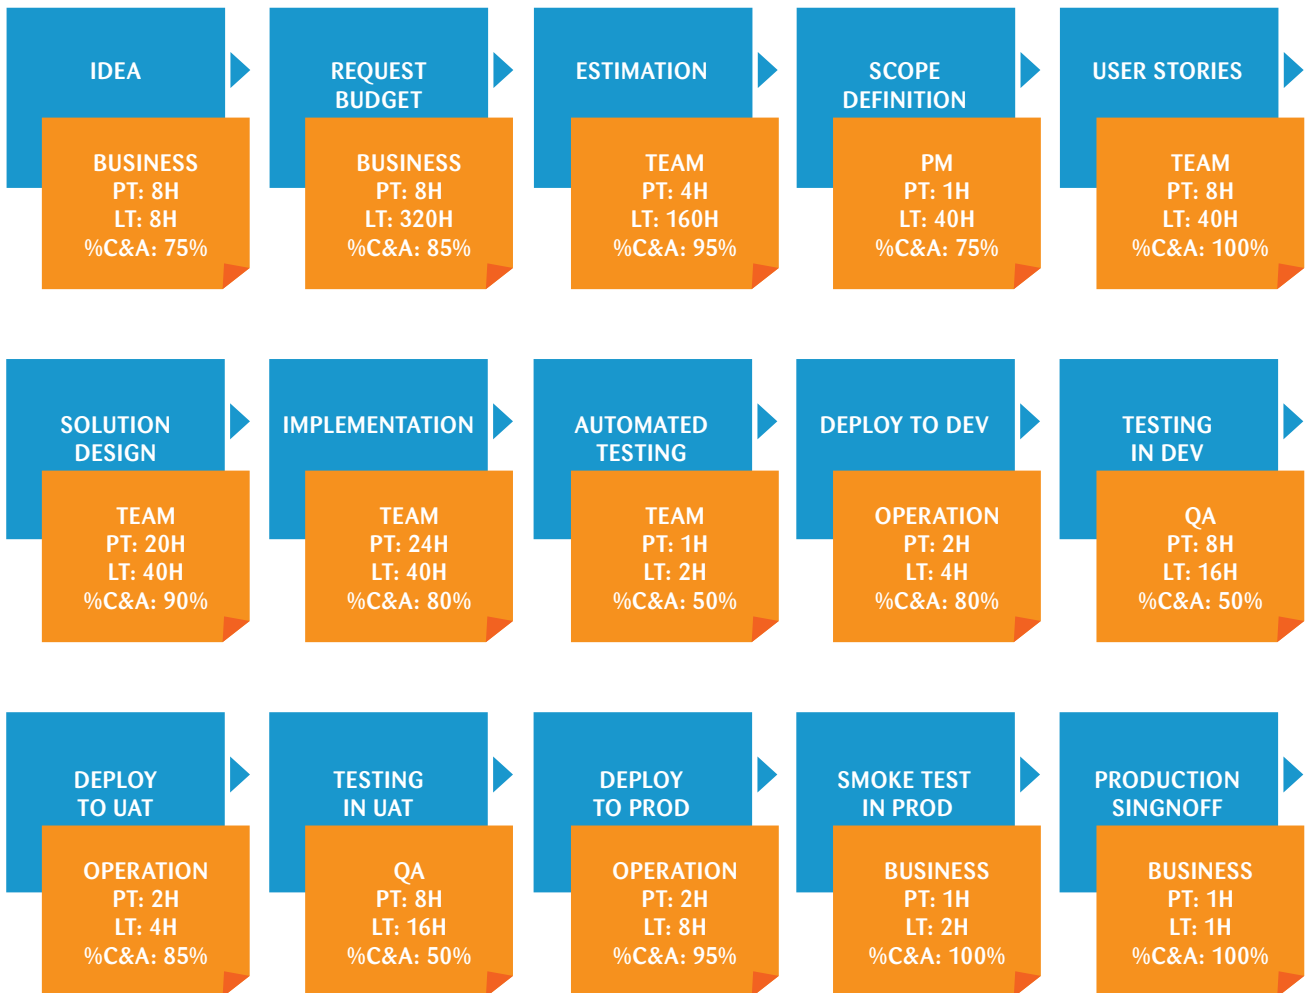 IDEA
BUSINESS
PT: 8H
LT: 8H
%C&A: 75%
REQUEST
BUDGET
BUSINESS
PT: 8H
LT: 320H
%C&A: 85%
ESTIMATION
TEAM
PT: 4H
LT: 160H
%C&A: 95%
SCOPE
DEFINITION
PM
PT: 1H
LT: 40H
%C&A: 75%
USER STORIES
TEAM
PT: 8H
LT: 40H
%C&A: 100%
SOLUTION
DESIGN
TEAM
PT: 20H
LT: 40H
%C&A: 90%
IMPLEMENTATION
TEAM
PT: 24H
LT: 40H
%C&A: 80%
AUTOMATED
TESTING
TEAM
PT: 1H
LT: 2H
%C&A: 50%
DEPLOY TO DEV
OPERATION
PT: 2H
LT: 4H
%C&A: 80%
TESTING
IN DEV
QA
PT: 8H
LT: 16H
%C&A: 50%
DEPLOY
TO UAT
OPERATION
PT: 2H
LT: 4H
%C&A: 85%
TESTING
IN UAT
QA
PT: 8H
LT: 16H
%C&A: 50%
DEPLOY
TO PROD
OPERATION
PT: 2H
LT: 8H
%C&A: 95%
SMOKE TEST
IN PROD
BUSINESS
PT: 1H
LT: 2H
%C&A: 100%
PRODUCTION
SINGNOFF
BUSINESS
PT: 1H
LT: 1H
%C&A: 100%